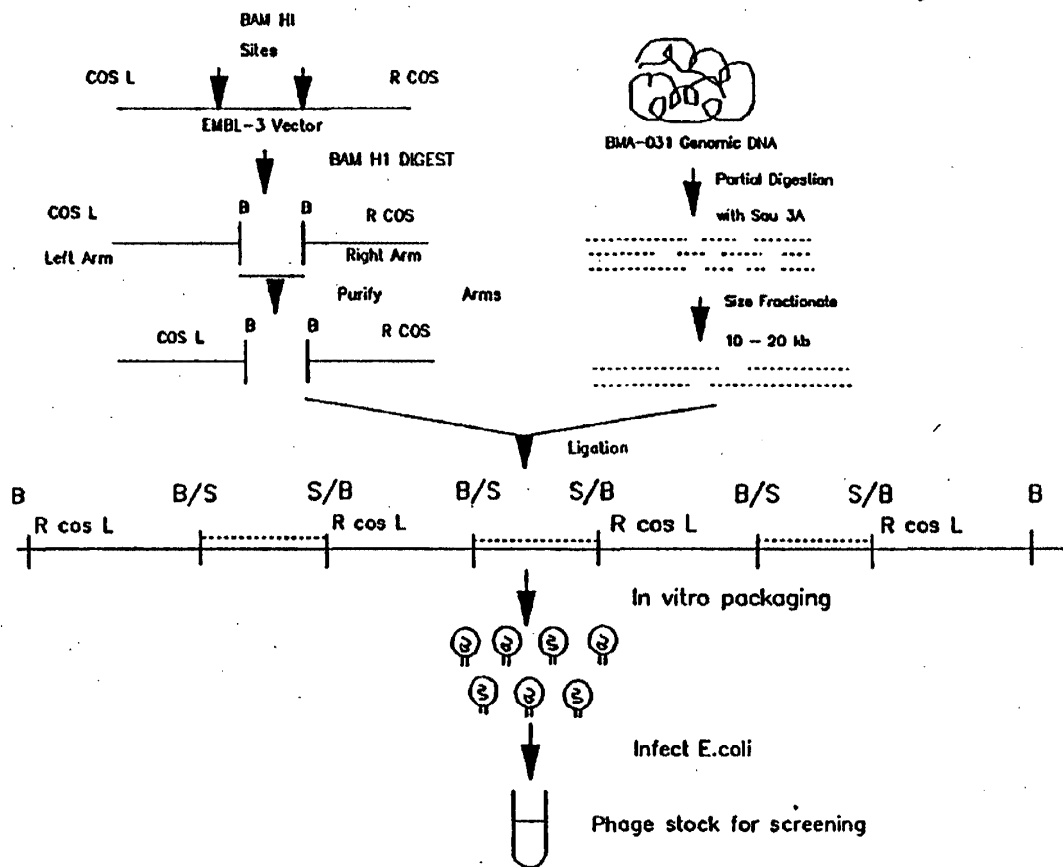 BAM HI
Sites
COS L
R COS
EMBL-3 Vector
BAM H1 DIGEST
COS L
B
B
R COS
Left Arm
Right Arm
Purify
Arms
COS L
B
B
R COS
BMA-031 Genomic DNA
Partial Digestion
with Sau 3A
Size Fractionate
10 - 20 kb
Ligation
B
B/S
S/B
B/S
S/B
B/S
S/B
B
R cos L
R cos L
R cos L
R cos L
In vitro packaging
Infect E.coli
Phage stock for screening